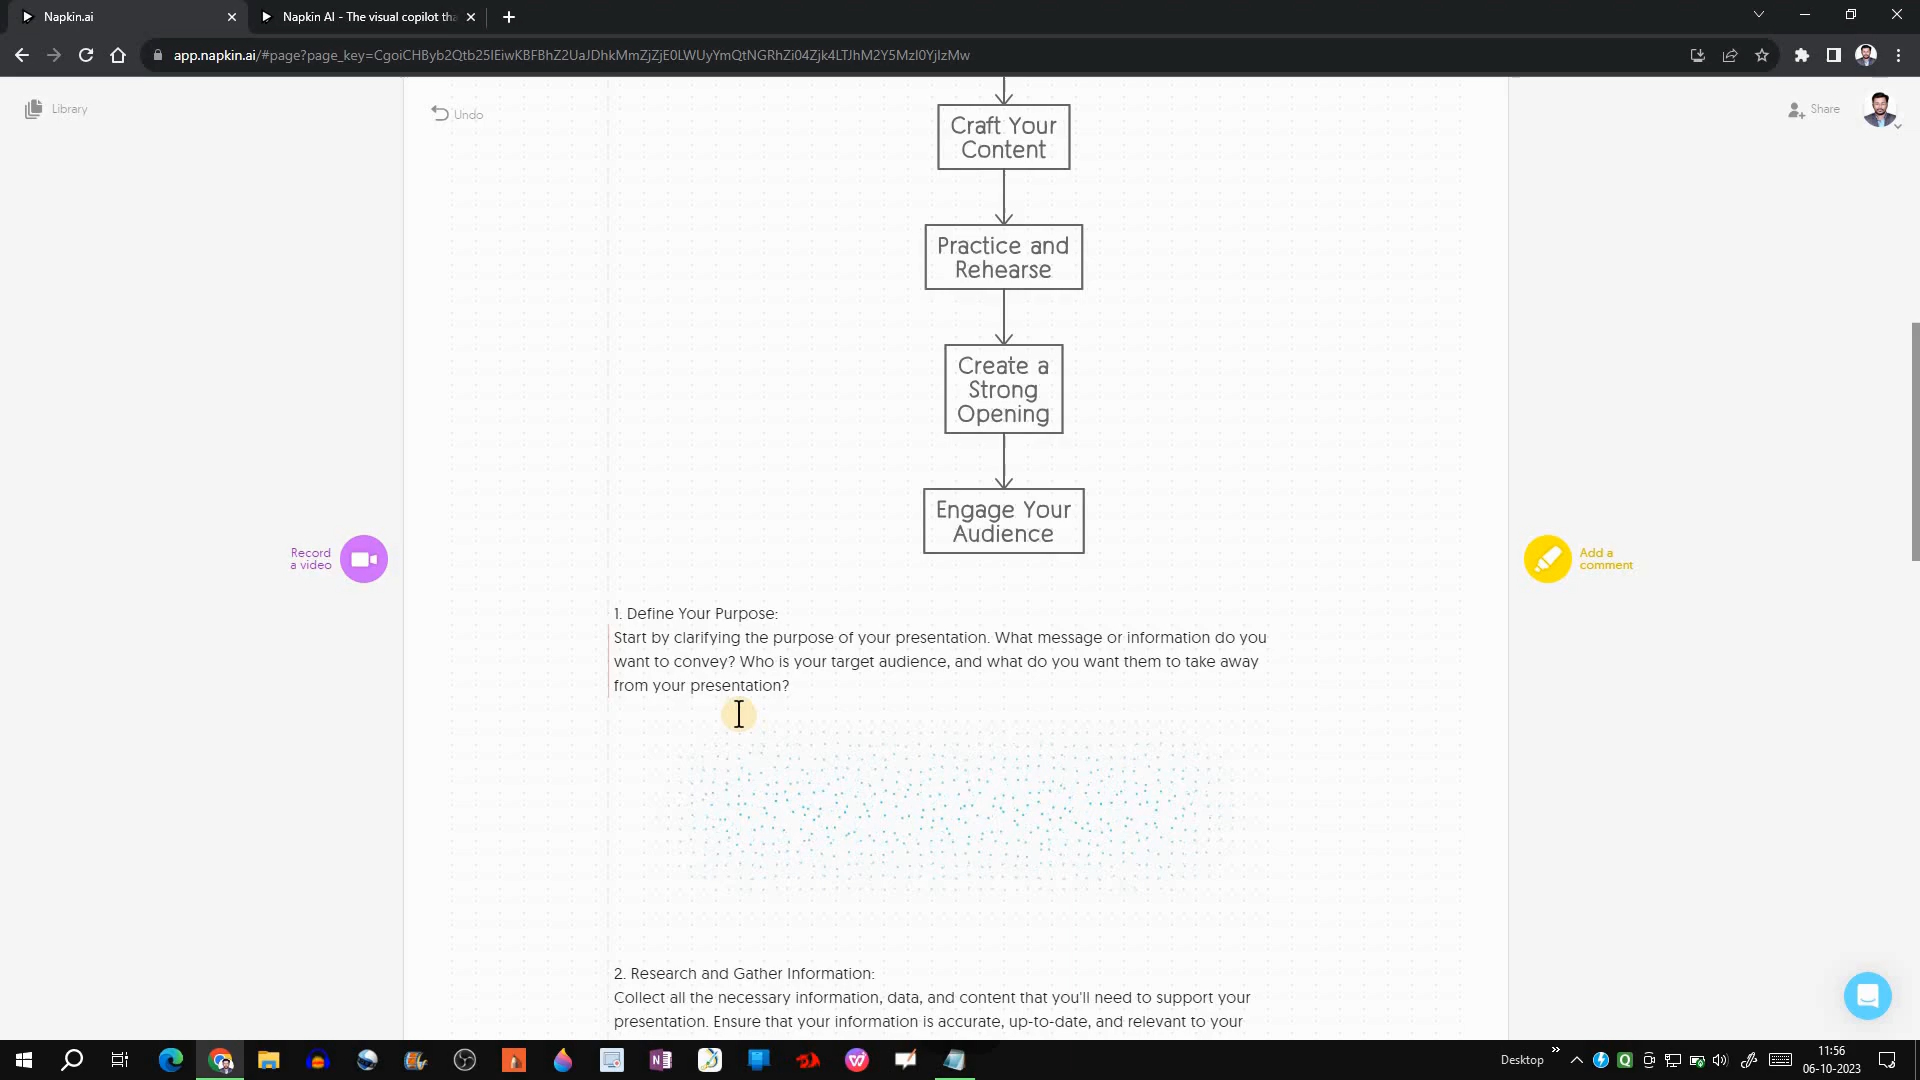 Napkin.ai
Napkin AI - The visual copilot tha
app.napkin.ai/#page?page_key=CgoiCHByb2Qtb25lEiwKBFBhZ2UaJDhkMmZjZjE0LWUyYmQtNGRhZi04Zjk4LTJhM2Y5MzI0YjIzMw
Library
Undo
Share
Craft Your
Content
Practice and
Rehearse
Create a
Strong
Opening
Engage Your
Audience
Record
a video
Add a
comment
1. Define Your Purpose:
Start by clarifying the purpose of your presentation. What message or information do you
want to convey? Who is your target audience, and what do you want them to take away
from your presentation?
2. Research and Gather Information:
Collect all the necessary information, data, and content that you'll need to support your
presentation. Ensure that your information is accurate, up-to-date, and relevant to your
Desktop
11:56
06-10-2023